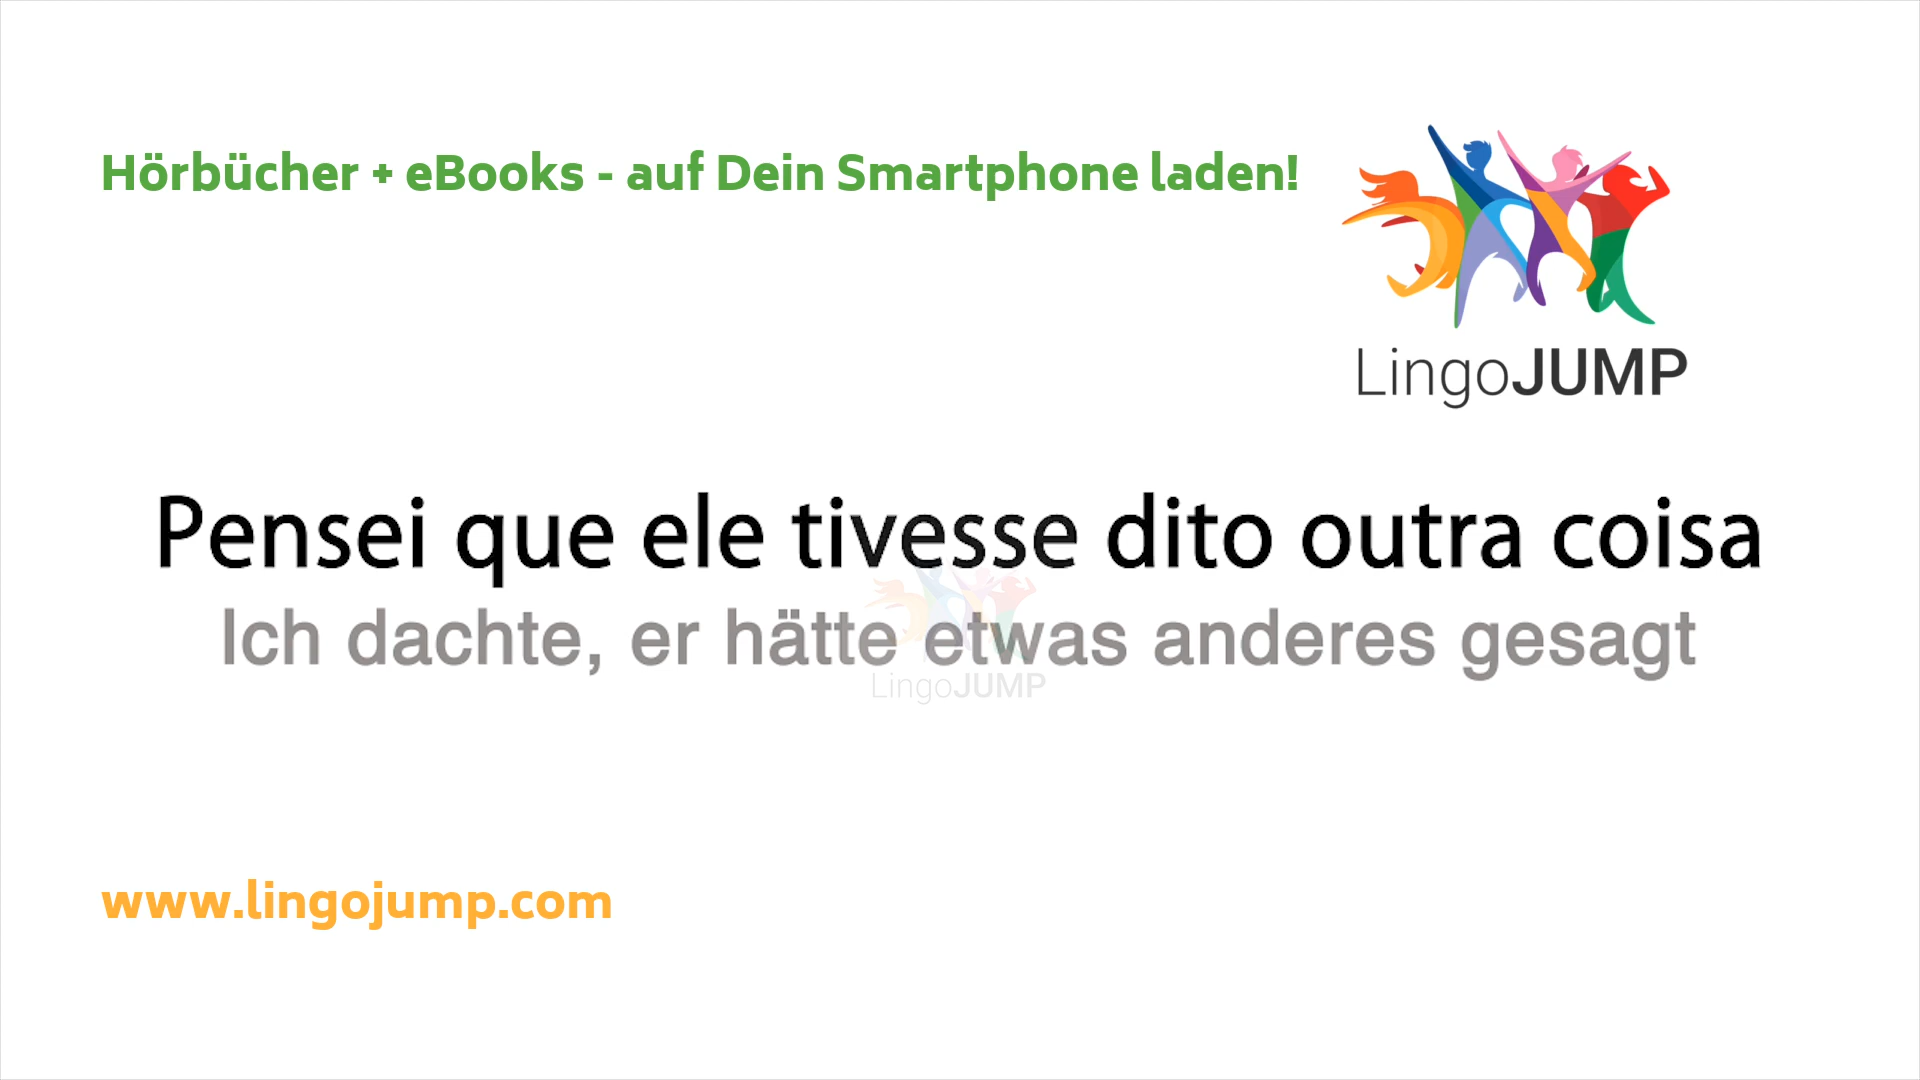 Hörbücher + eBooks - auf Dein Smartphone laden!
LingoJUMP
Pensei que ele tivesse dito outra coisa
Ich dachte, er hätte etwas anderes gesagt
LingoJUMP
www.lingojump.com